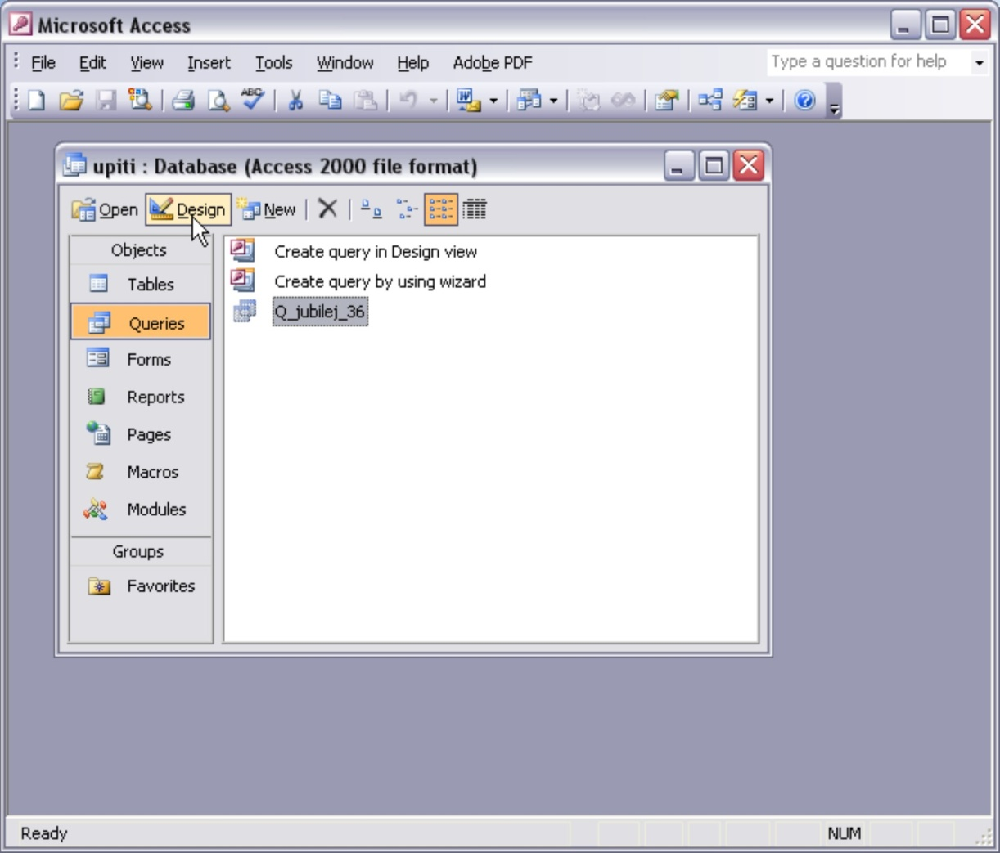 Microsoft Access
File Edit View Insert Tools Window Help Adobe PDF Type a question for help
ABC
W
upiti : Database (Access 2000 file format)
Open Design New
Objects
Tables
Queries
Forms
Reports
Pages
Macros
Modules
Groups
Favorites
Create query in Design view
Create query by using wizard
Q_jubilej_36
Ready NUM